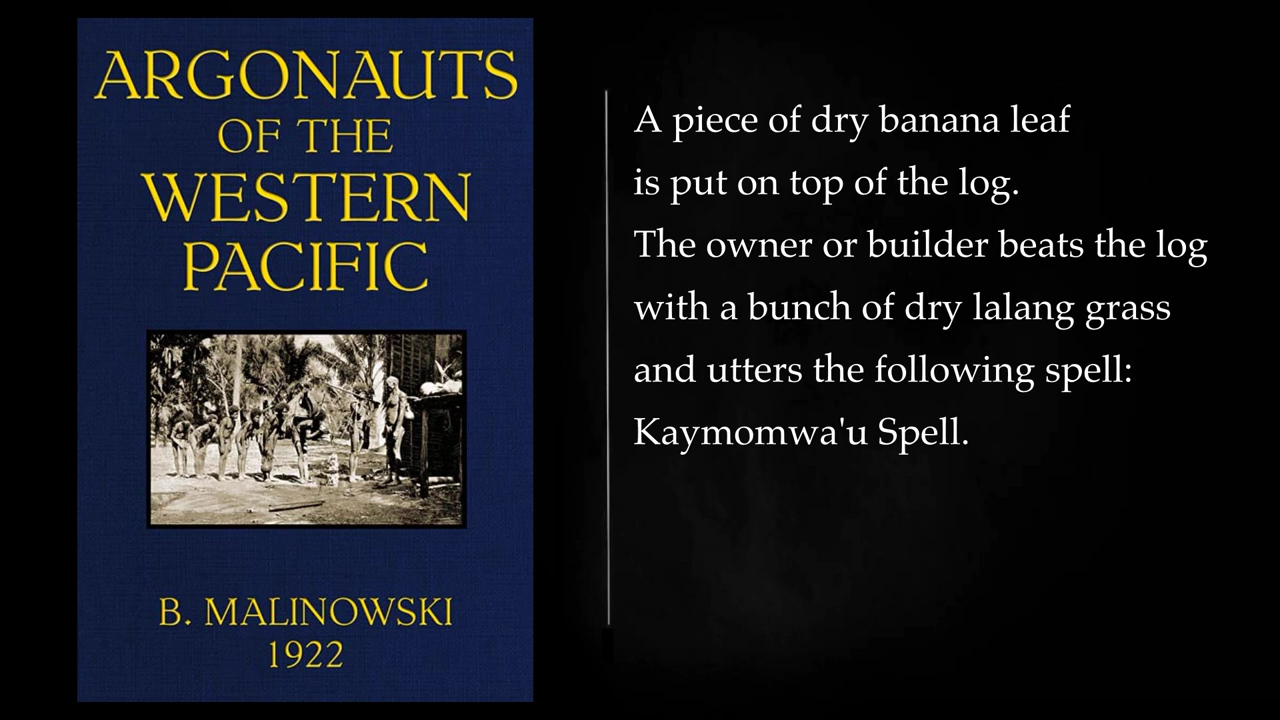 ARGONAUTS
OF THE
WESTERN
PACIFIC
B. MALINOWSKI
1922
A piece of dry banana leaf
is put on top of the log.
The owner or builder beats the log
with a bunch of dry lalang grass
and utters the following spell:
Kaymomwa'u Spell.